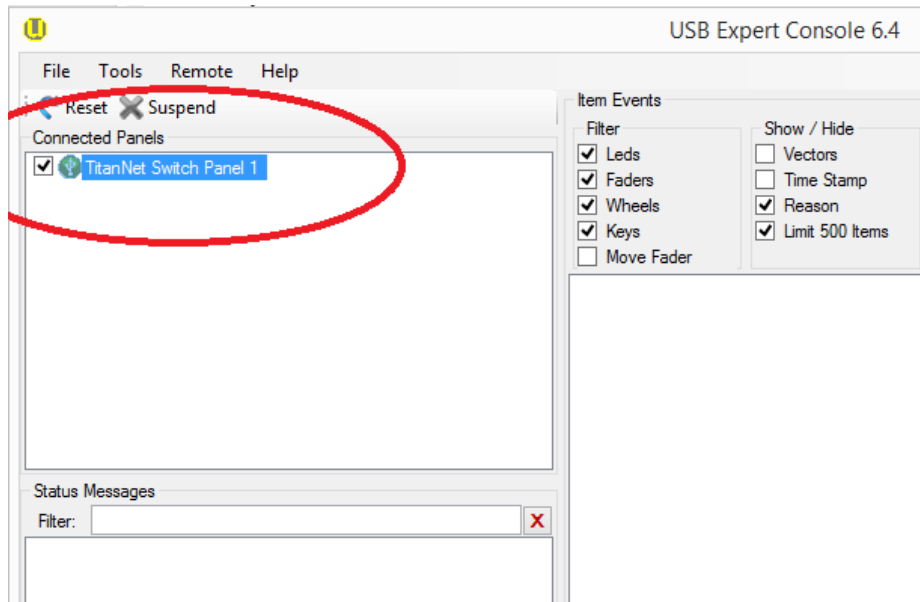 USB Expert Console 6.4
File Tools Remote Help
Reset Suspend
Connected Panels
TitanNet Switch Panel 1
Item Events
Filter
Leds
Faders
Wheels
Keys
Move Fader
Show / Hide
Vectors
Time Stamp
Reason
Limit 500 Items
Status Messages
Filter:
X